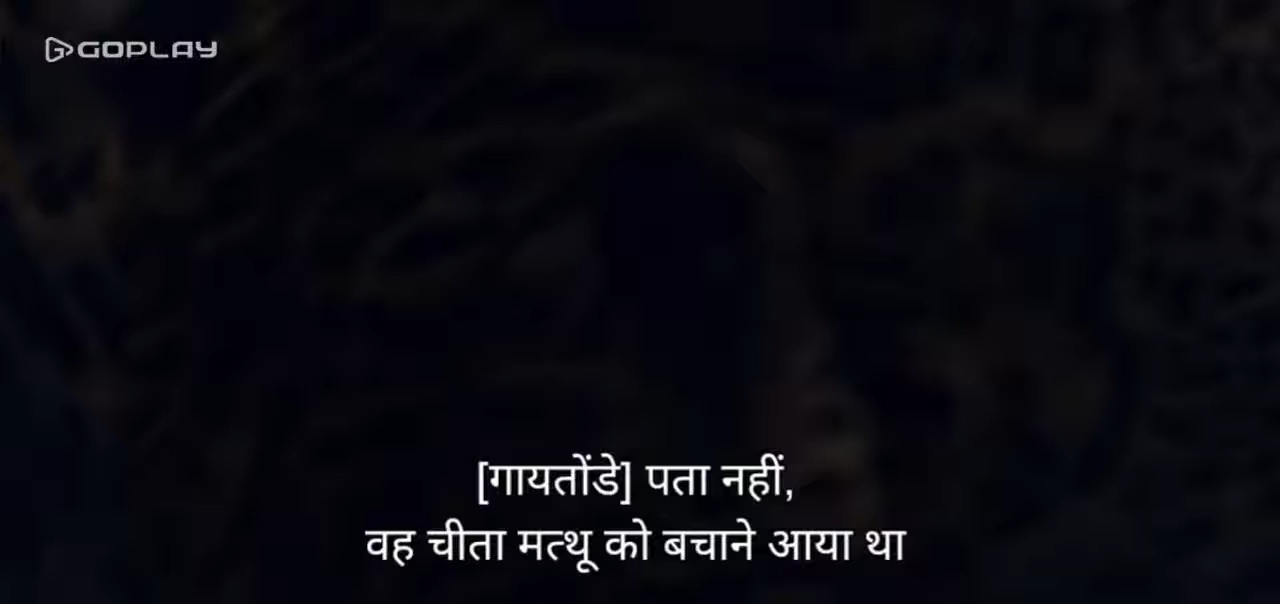 GOPLAY
[गायतोंडे] पता नहीं,
वह चीता मत्थू को बचाने आया था